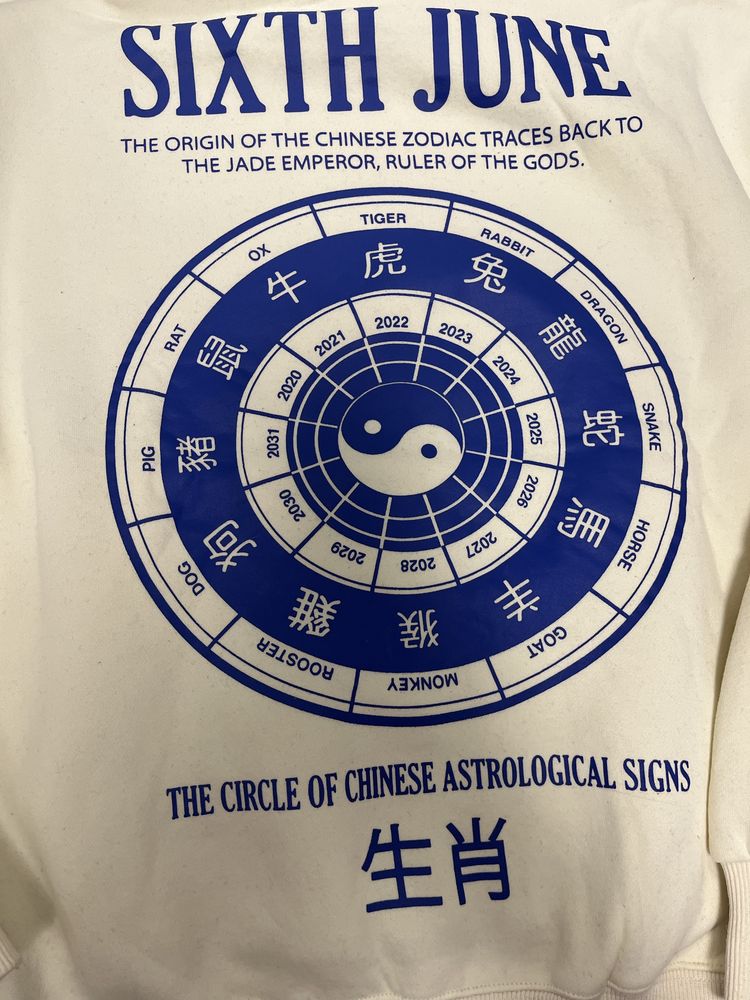 SIXTH JUNE
THE ORIGIN OF THE CHINESE ZODIAC TRACES BACK TO
THE JADE EMPEROR, RULER OF THE GODS.
TIGER
RABBIT
DRAGON
SNAKE
HORSE
GOAT
MONKEY
ROOSTER
DOG
PIG
RAT
OX
虎
兔
龍
蛇
馬
羊
猴
雞
狗
豬
鼠
牛
2022
2023
2024
2025
2026
2027
2028
2029
2030
2031
2020
2021
THE CIRCLE OF CHINESE ASTROLOGICAL SIGNS
生肖